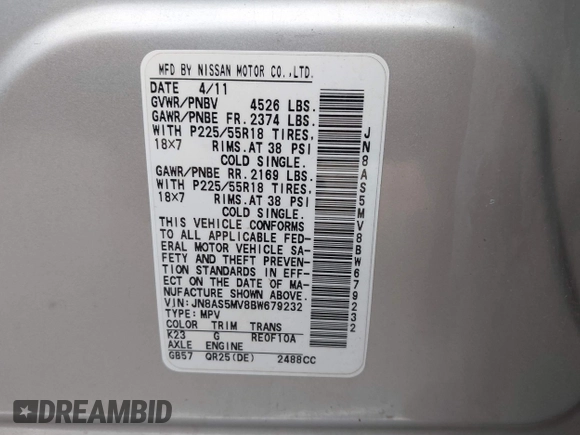 MFD BY NISSAN MOTOR CO.,LTD.
DATE 4/11
GVWR/PNBV 4526 LBS.
GAWR/PNBE FR.2374 LBS.
WITH P225/55R18 TIRES,
18×7 RIMS.AT 38 PSI
COLD SINGLE.
GAWR/PNBE RR.2169 LBS.
WITH P225/55R18 TIRES,
18×7 RIMS.AT 38 PSI
COLD SINGLE.
THIS VEHICLE CONFORMS
TO ALL APPLICABLE FED-
ERAL MOTOR VEHICLE SA-
FETY AND THEFT PREVEN-
TION STANDARDS IN EFF-
ECT ON THE DATE OF MA-
NUFACTURE SHOWN ABOVE.
VIN: JN8AS5MV8BW679232
TYPE: MPV
COLOR TRIM TRANS
K23 G RE0F10A
AXLE ENGINE
GB57 QR25(DE) 2488CC
JN8AS5MV8BW679232
DREAMBID